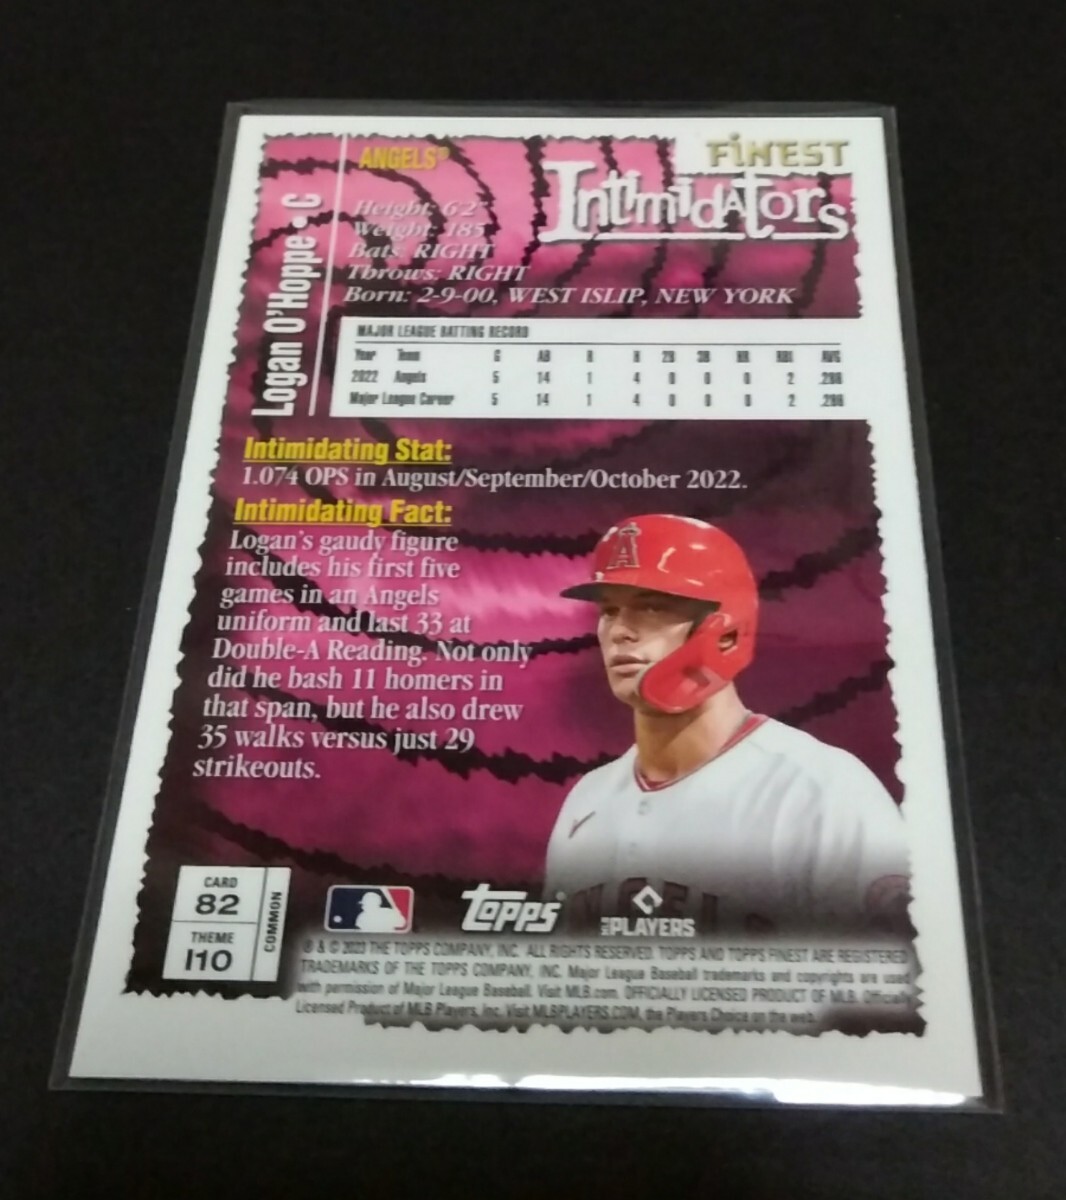 FiNEST
Intimidators
ANGELS®
Logan O'Hoppe • C
Height: 6'2"
Weight: 185
Bats: RIGHT
Throws: RIGHT
Born: 2-9-00, WEST ISLIP, NEW YORK
MAJOR LEAGUE BATTING RECORD
Year Team G AB R H 2B 3B HR RBI AVG
2022 Angels 5 14 1 4 0 0 0 2 .286
Major League Career 5 14 1 4 0 0 0 2 .286
Intimidating Stat:
1.074 OPS in August/September/October 2022.
Intimidating Fact:
Logan's gaudy figure
includes his first five
games in an Angels
uniform and last 33 at
Double-A Reading. Not only
did he bash 11 homers in
that span, but he also drew
35 walks versus just 29
strikeouts.
A
CARD
82
THEME
I10
COMMON
topps®
MLB PLAYERS
® & © 2023 THE TOPPS COMPANY, INC. ALL RIGHTS RESERVED. TOPPS AND TOPPS FINEST ARE REGISTERED
TRADEMARKS OF THE TOPPS COMPANY, INC. Major League Baseball trademarks and copyrights are used
with permission of Major League Baseball. Visit MLB.com. OFFICIALLY LICENSED PRODUCT OF MLB. Officially
Licensed Product of MLB Players, Inc. Visit MLBPLAYERS.COM, the Players Choice on the web.